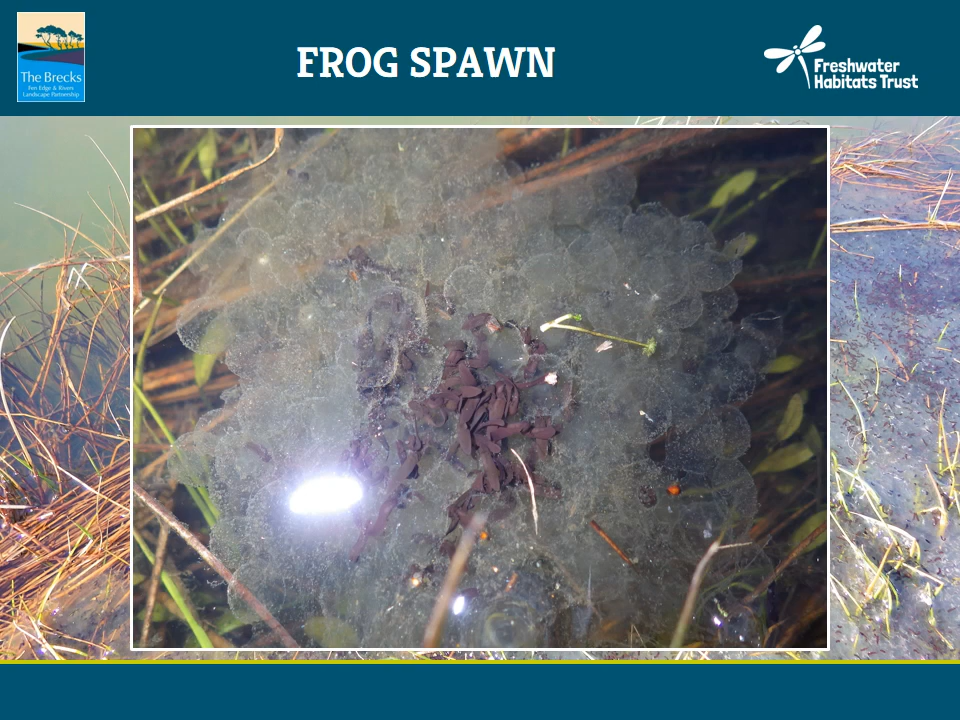 The Brecks
Fen Edge & Rivers
Landscape Partnership
FROG SPAWN
Freshwater
Habitats Trust